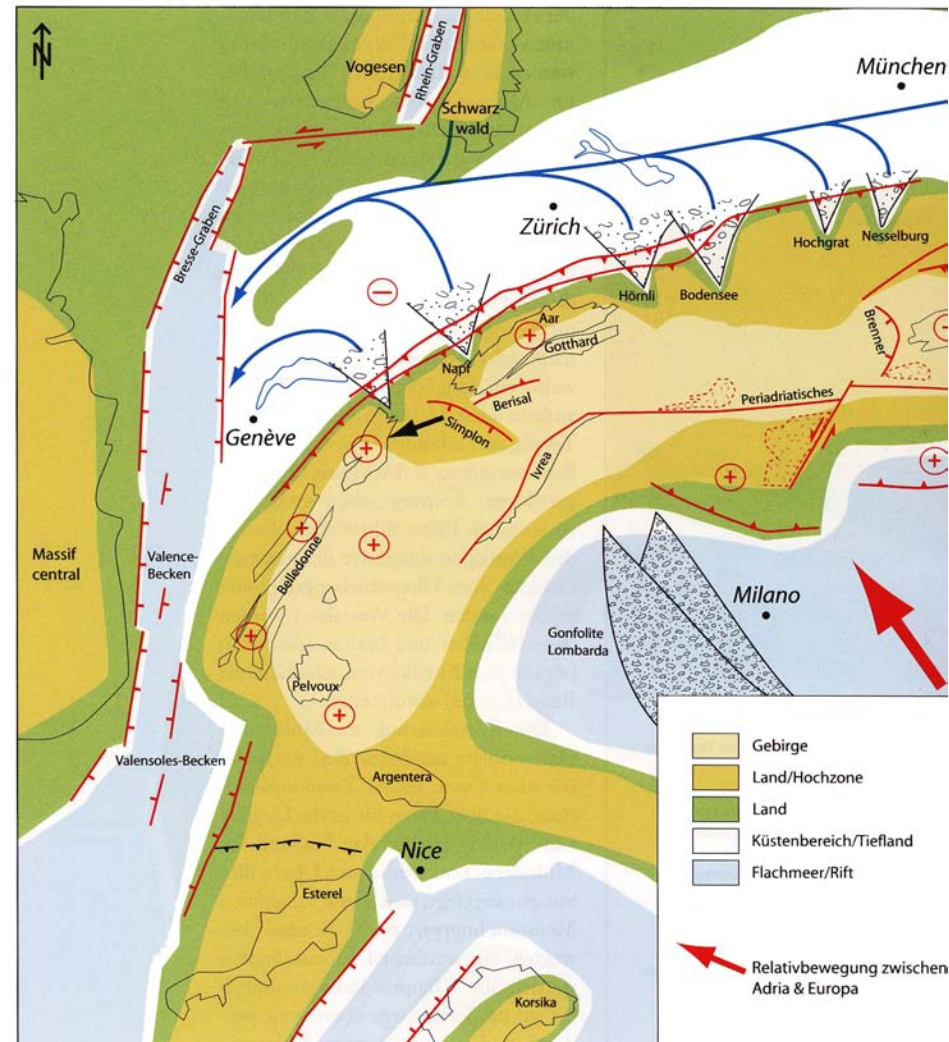 N
Vogesen
Rhein-Graben
Schwarz-
wald
München
Bresse-Graben
Zürich
Hochgrat
Nesselburg
Hörnli
Bodensee
Aar
Gotthard
Napf
Berisal
Brenner
Periadriatisches
Simplon
Genève
Ivrea
Massif
central
Valence-
Becken
Belledonne
Milano
Gonfolite
Lombarda
Pelvoux
Valensoles-Becken
Argentera
Nice
Esterel
Korsika
Gebirge
Land/Hochzone
Land
Küstenbereich/Tiefland
Flachmeer/Rift
Relativbewegung zwischen
Adria & Europa